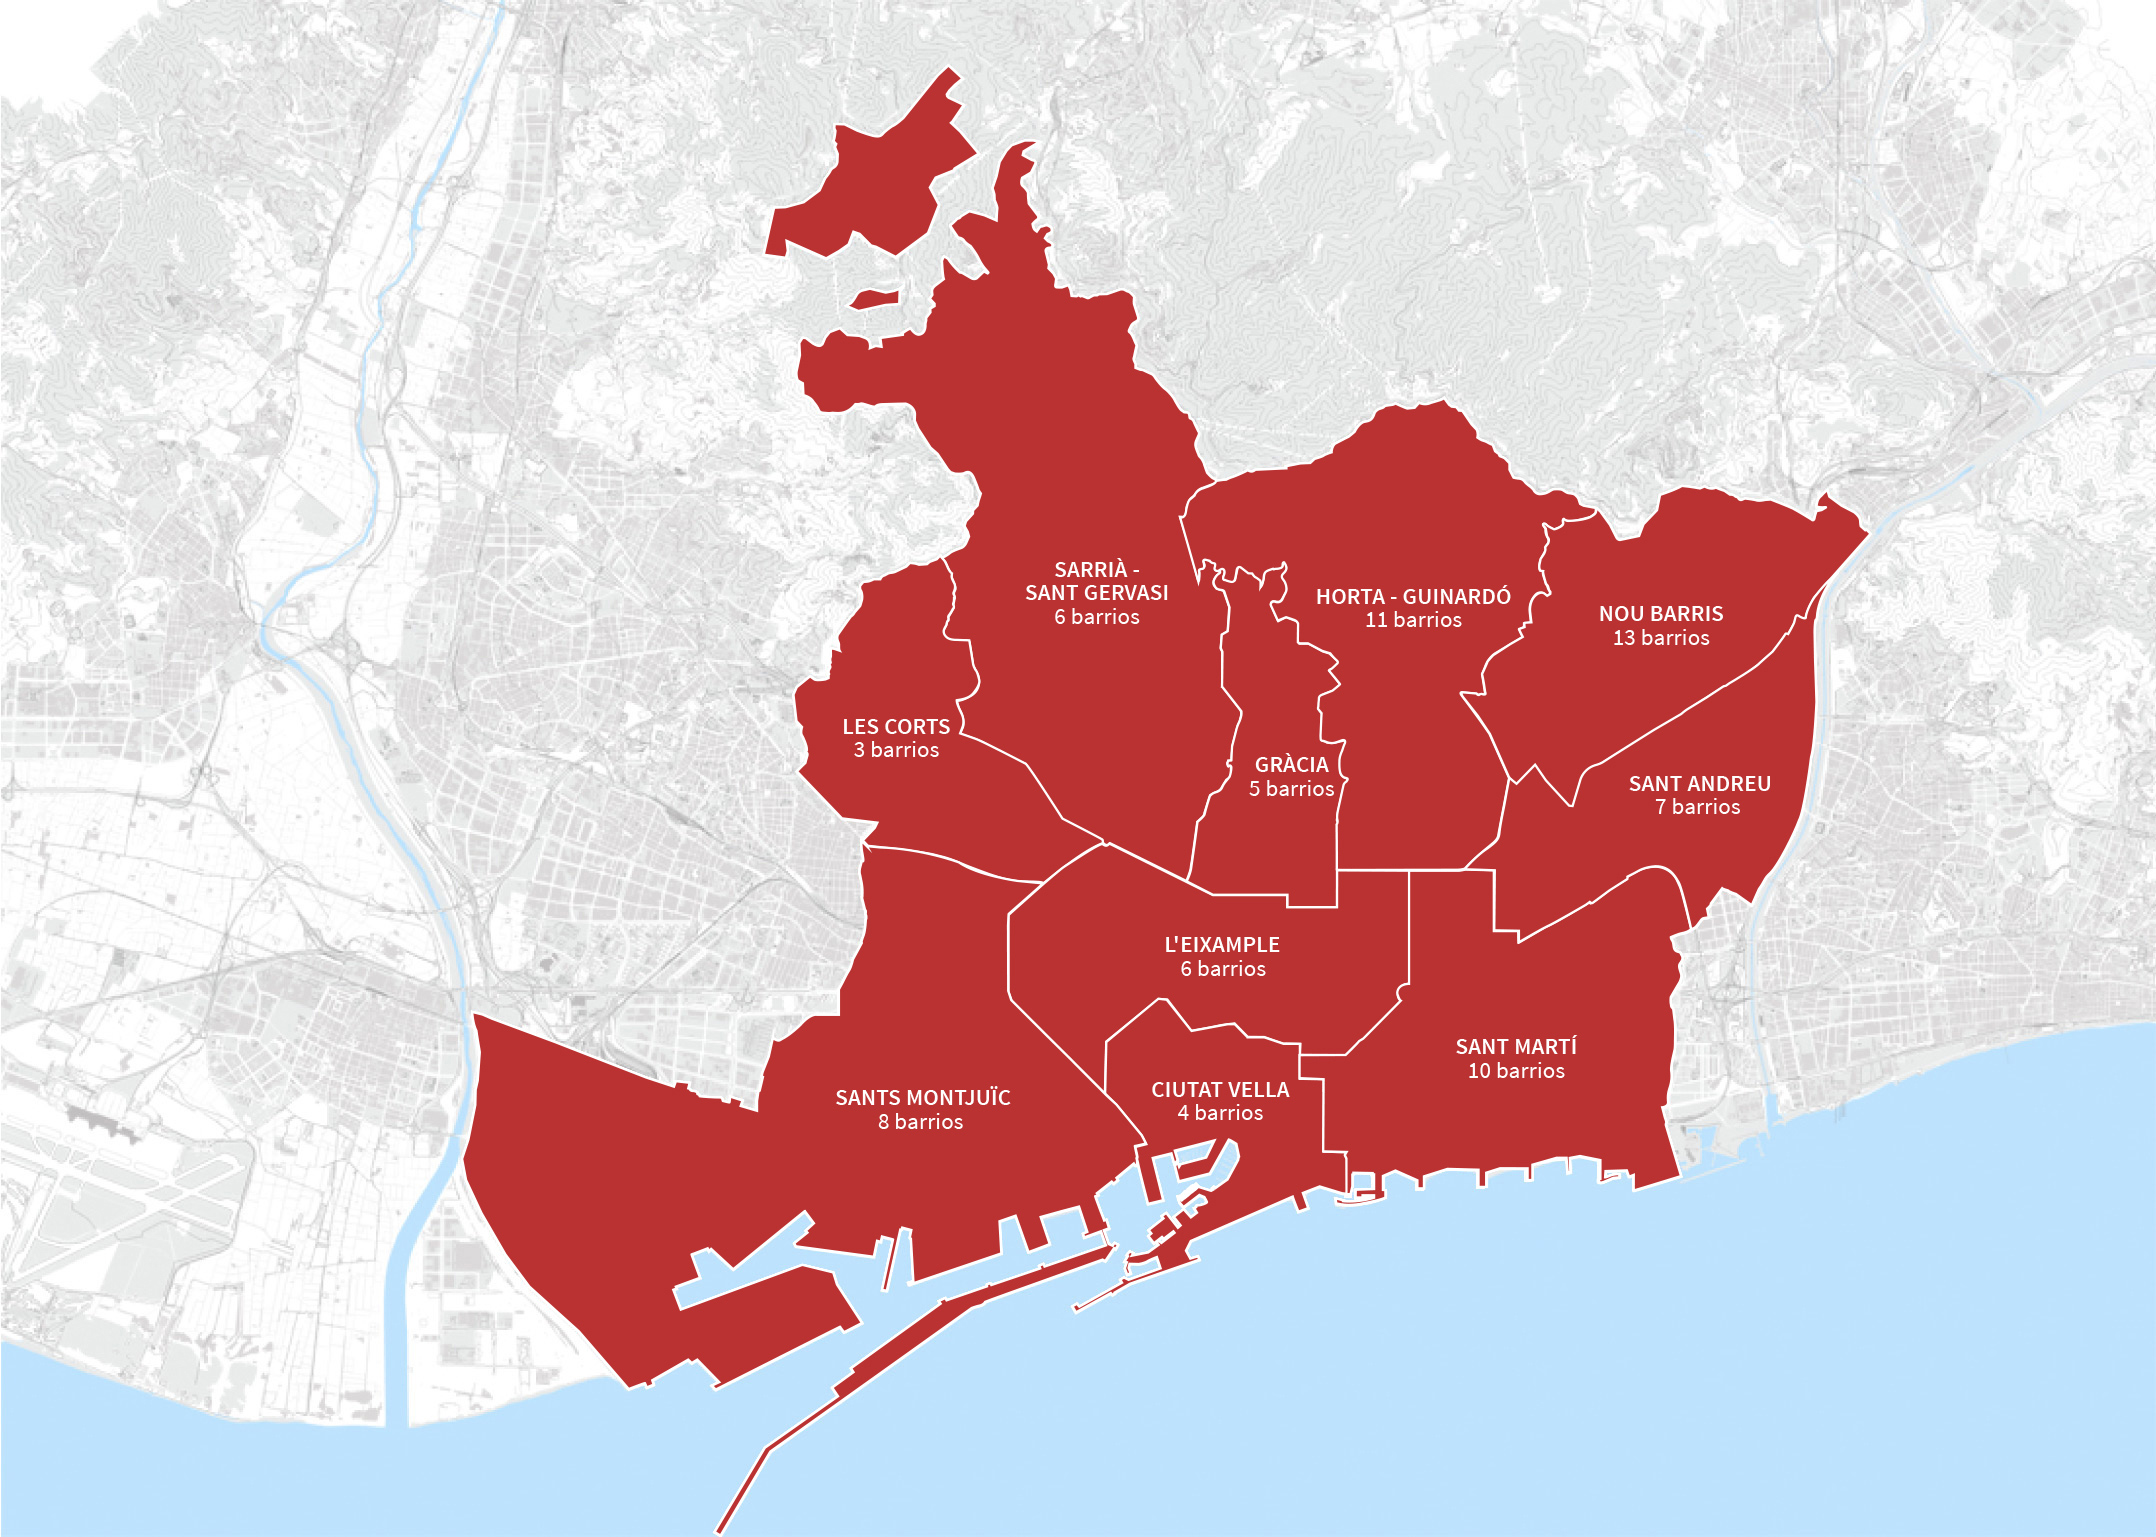 SARRIÀ -
SANT GERVASI
6 barrios
HORTA - GUINARDÓ
11 barrios
NOU BARRIS
13 barrios
LES CORTS
3 barrios
GRÀCIA
5 barrios
SANT ANDREU
7 barrios
L'EIXAMPLE
6 barrios
SANT MARTÍ
10 barrios
SANTS MONTJUÏC
8 barrios
CIUTAT VELLA
4 barrios